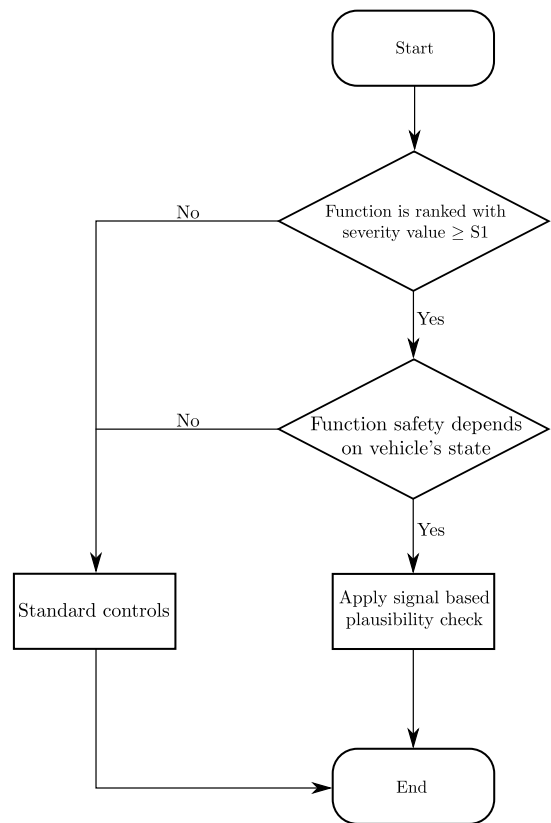 Start
Function is ranked with
severity value ≥ S1
No
Yes
Function safety depends
on vehicle's state
No
Yes
Standard controls
Apply signal based
plausibility check
End